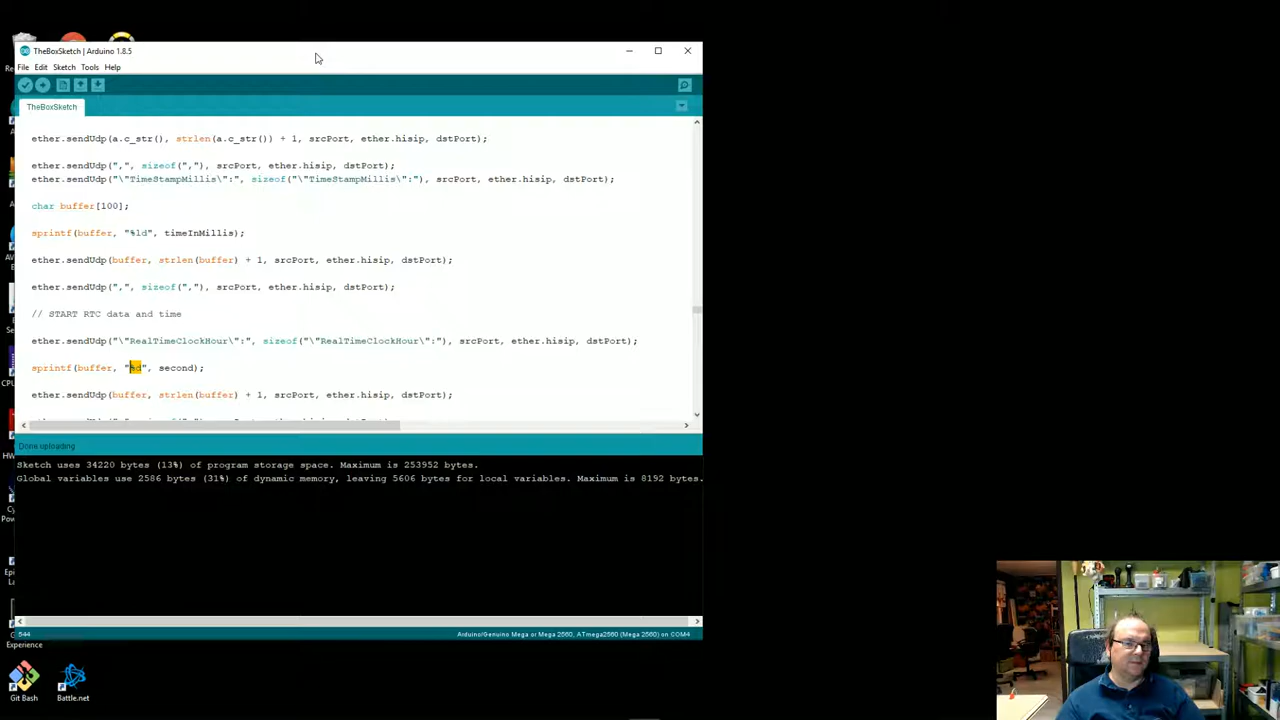 TheBoxSketch | Arduino 1.8.5
File Edit Sketch Tools Help
TheBoxSketch
ether.sendUdp(a.c_str(), strlen(a.c_str()) + 1, srcPort, ether.hisip, dstPort);
ether.sendUdp(",", sizeof(","), srcPort, ether.hisip, dstPort);
ether.sendUdp("\"TimeStampMillis\":", sizeof("\"TimeStampMillis\":"), srcPort, ether.hisip, dstPort);
char buffer[100];
sprintf(buffer, "%ld", timeInMillis);
ether.sendUdp(buffer, strlen(buffer) + 1, srcPort, ether.hisip, dstPort);
ether.sendUdp(",", sizeof(","), srcPort, ether.hisip, dstPort);
// START RTC data and time
ether.sendUdp("\"RealTimeClockHour\":", sizeof("\"RealTimeClockHour\":"), srcPort, ether.hisip, dstPort);
sprintf(buffer, "%d", second);
ether.sendUdp(buffer, strlen(buffer) + 1, srcPort, ether.hisip, dstPort);
Done uploading
Sketch uses 34220 bytes (13%) of program storage space. Maximum is 253952 bytes.
Global variables use 2586 bytes (31%) of dynamic memory, leaving 5606 bytes for local variables. Maximum is 8192 bytes.
544
Arduino/Genuino Mega or Mega 2560, ATmega2560 (Mega 2560) on COM4
Experience
Git Bash
Battle.net